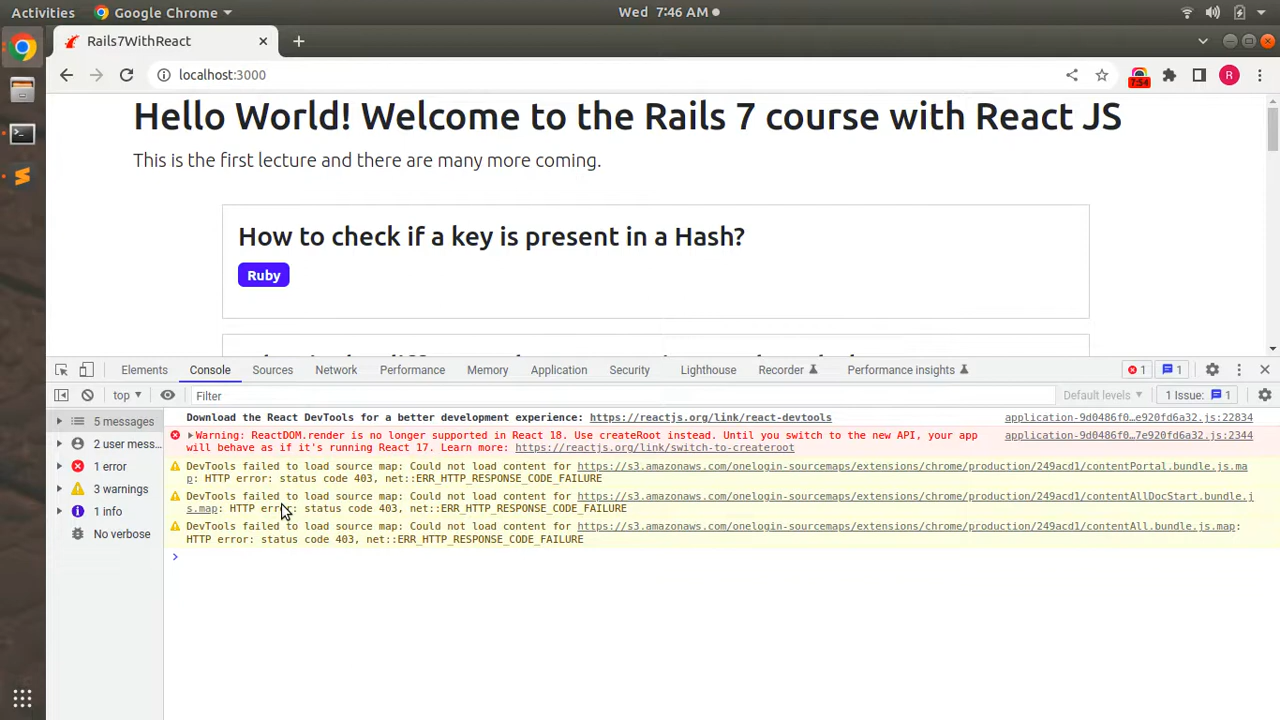 Activities Google Chrome Wed 7:46 AM
Rails7WithReact
localhost:3000 7:54 R
Hello World! Welcome to the Rails 7 course with React JS
This is the first lecture and there are many more coming.
How to check if a key is present in a Hash?
Ruby
Elements Console Sources Network Performance Memory Application Security Lighthouse Recorder Performance insights 1 1
top Filter Default levels 1 Issue: 1
5 messages
2 user mess...
1 error
3 warnings
1 info
No verbose
Download the React DevTools for a better development experience: https://reactjs.org/link/react-devtools application-9d0486f0…e920fd6a32.js:22834
Warning: ReactDOM.render is no longer supported in React 18. Use createRoot instead. Until you switch to the new API, your app application-9d0486f0…7e920fd6a32.js:2344
will behave as if it's running React 17. Learn more: https://reactjs.org/link/switch-to-createroot
DevTools failed to load source map: Could not load content for https://s3.amazonaws.com/onelogin-sourcemaps/extensions/chrome/production/249acd1/contentPortal.bundle.js.ma
p: HTTP error: status code 403, net::ERR_HTTP_RESPONSE_CODE_FAILURE
DevTools failed to load source map: Could not load content for https://s3.amazonaws.com/onelogin-sourcemaps/extensions/chrome/production/249acd1/contentAllDocStart.bundle.j
s.map: HTTP error: status code 403, net::ERR_HTTP_RESPONSE_CODE_FAILURE
DevTools failed to load source map: Could not load content for https://s3.amazonaws.com/onelogin-sourcemaps/extensions/chrome/production/249acd1/contentAll.bundle.js.map:
HTTP error: status code 403, net::ERR_HTTP_RESPONSE_CODE_FAILURE